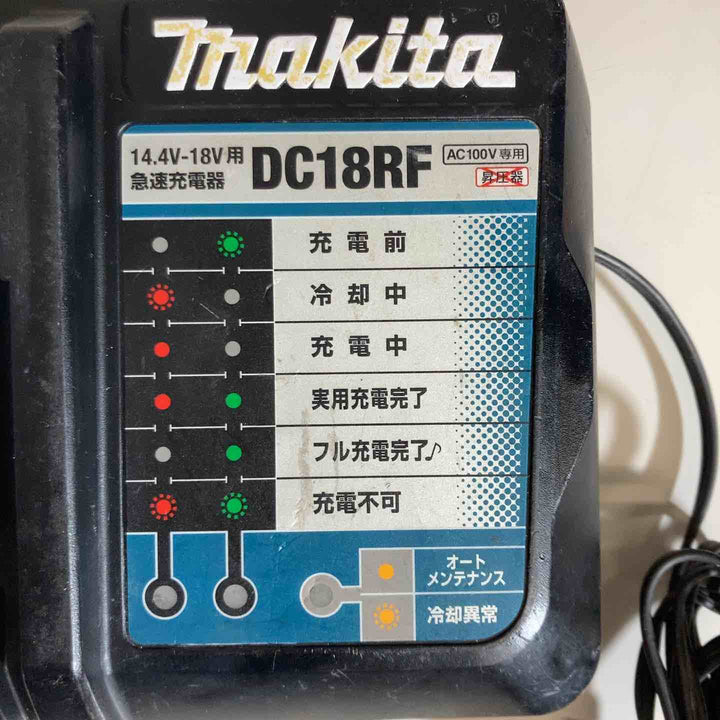 makita
14.4V-18V用
急速充電器
DC18RF
AC100V専用
昇圧器
充電前
冷却中
充電中
実用充電完了
フル充電完了♪
充電不可
オート
メンテナンス
冷却異常